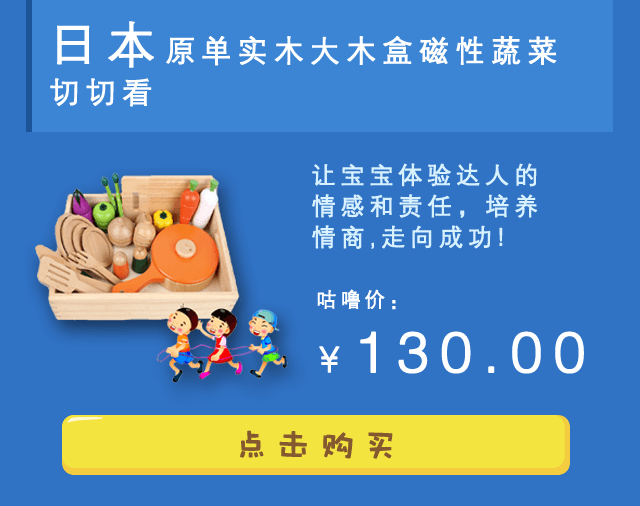 日本原单实木大木盒磁性蔬菜
切切看
让宝宝体验达人的
情感和责任，培养
情商,走向成功!
咕噜价：
¥ 130.00
点击购买